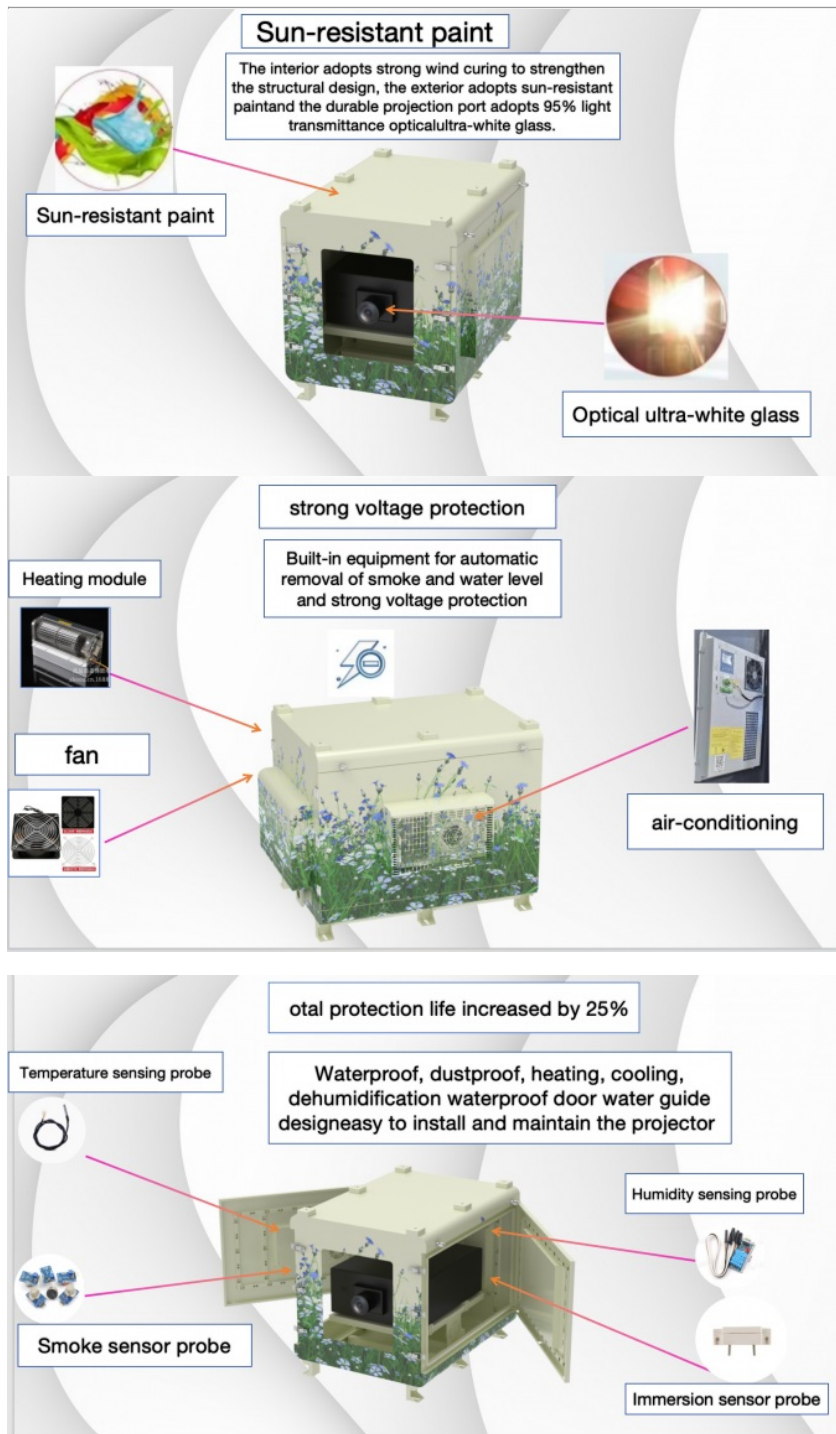 Sun-resistant paint
The interior adopts strong wind curing to strengthen
the structural design, the exterior adopts sun-resistant
paintand the durable projection port adopts 95% light
transmittance opticalultra-white glass.
Sun-resistant paint
Optical ultra-white glass
strong voltage protection
Built-in equipment for automatic
removal of smoke and water level
and strong voltage protection
Heating module
fan
air-conditioning
otal protection life increased by 25%
Temperature sensing probe
Waterproof, dustproof, heating, cooling,
dehumidification waterproof door water guide
designeasy to install and maintain the projector
Humidity sensing probe
Smoke sensor probe
Immersion sensor probe